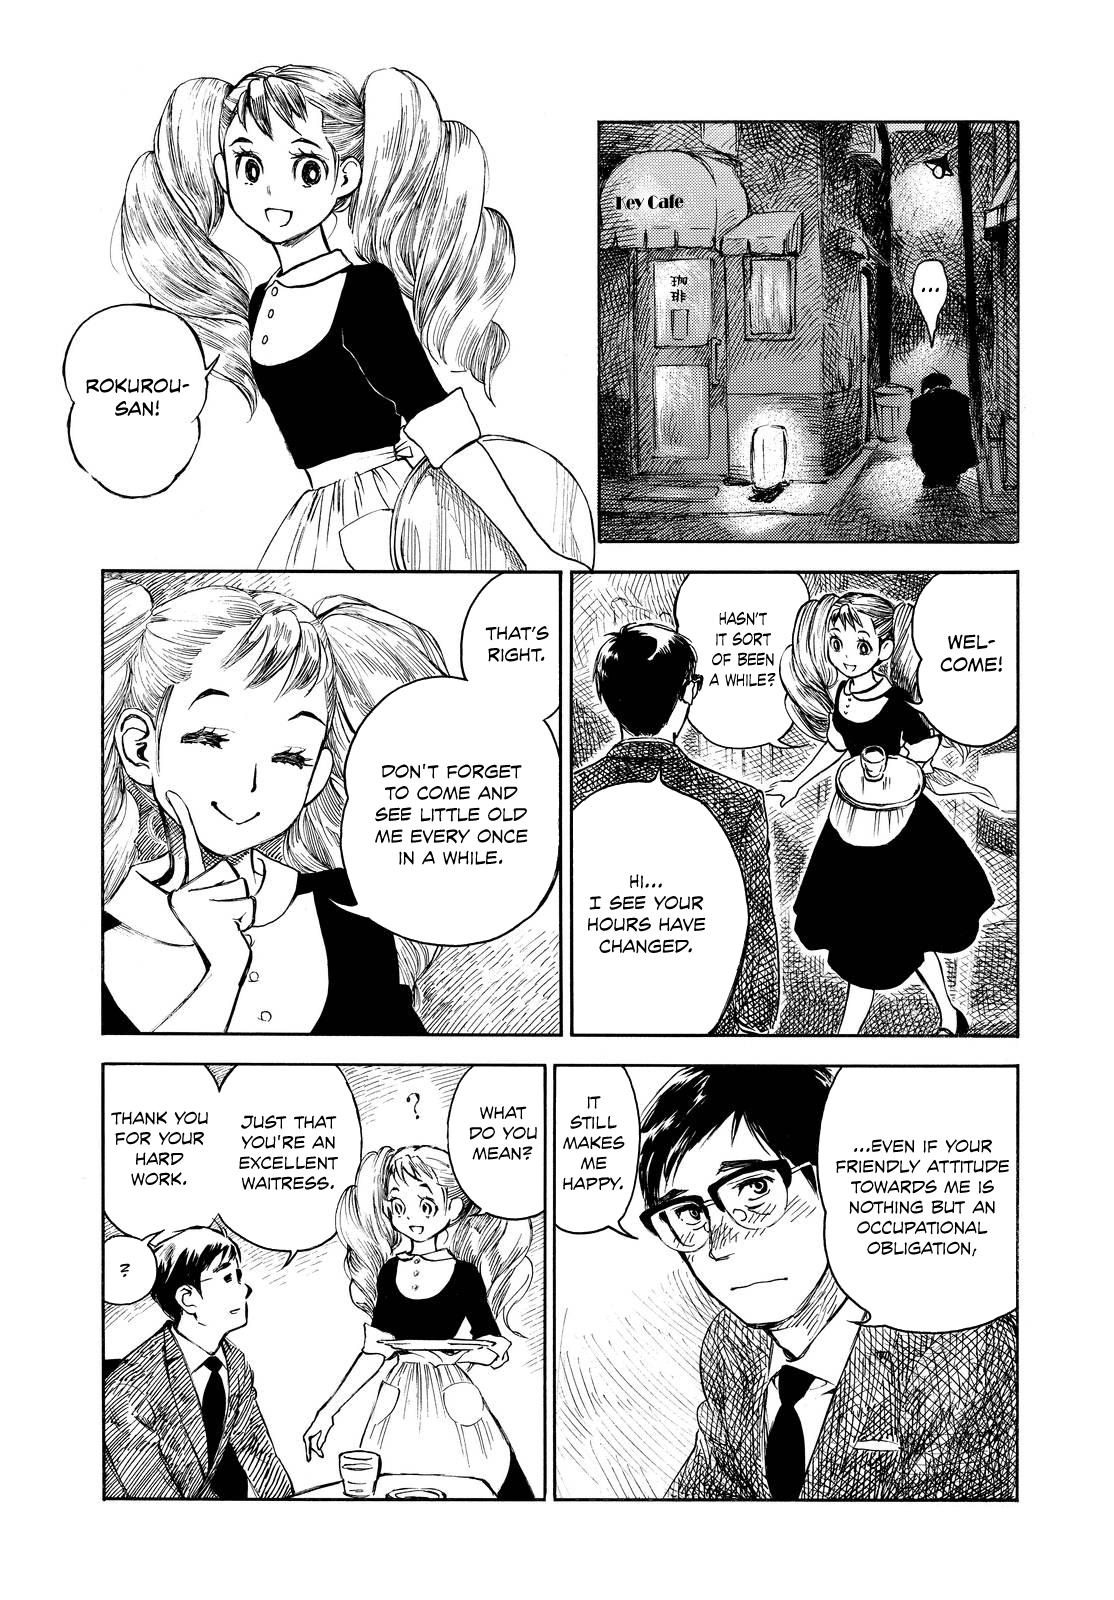 Key Cafe
珈
琲
...
ROKUROU-
SAN!
WEL-
COME!
HASN'T
IT SORT
OF BEEN
A WHILE?
HI...
I SEE YOUR
HOURS HAVE
CHANGED.
THAT'S
RIGHT.
DON'T FORGET
TO COME AND
SEE LITTLE OLD
ME EVERY ONCE
IN A WHILE.
...EVEN IF YOUR
FRIENDLY ATTITUDE
TOWARDS ME IS
NOTHING BUT AN
OCCUPATIONAL
OBLIGATION,
IT
STILL
MAKES
ME
HAPPY.
WHAT
DO YOU
MEAN?
?
JUST THAT
YOU'RE AN
EXCELLENT
WAITRESS.
THANK YOU
FOR YOUR
HARD
WORK.
?